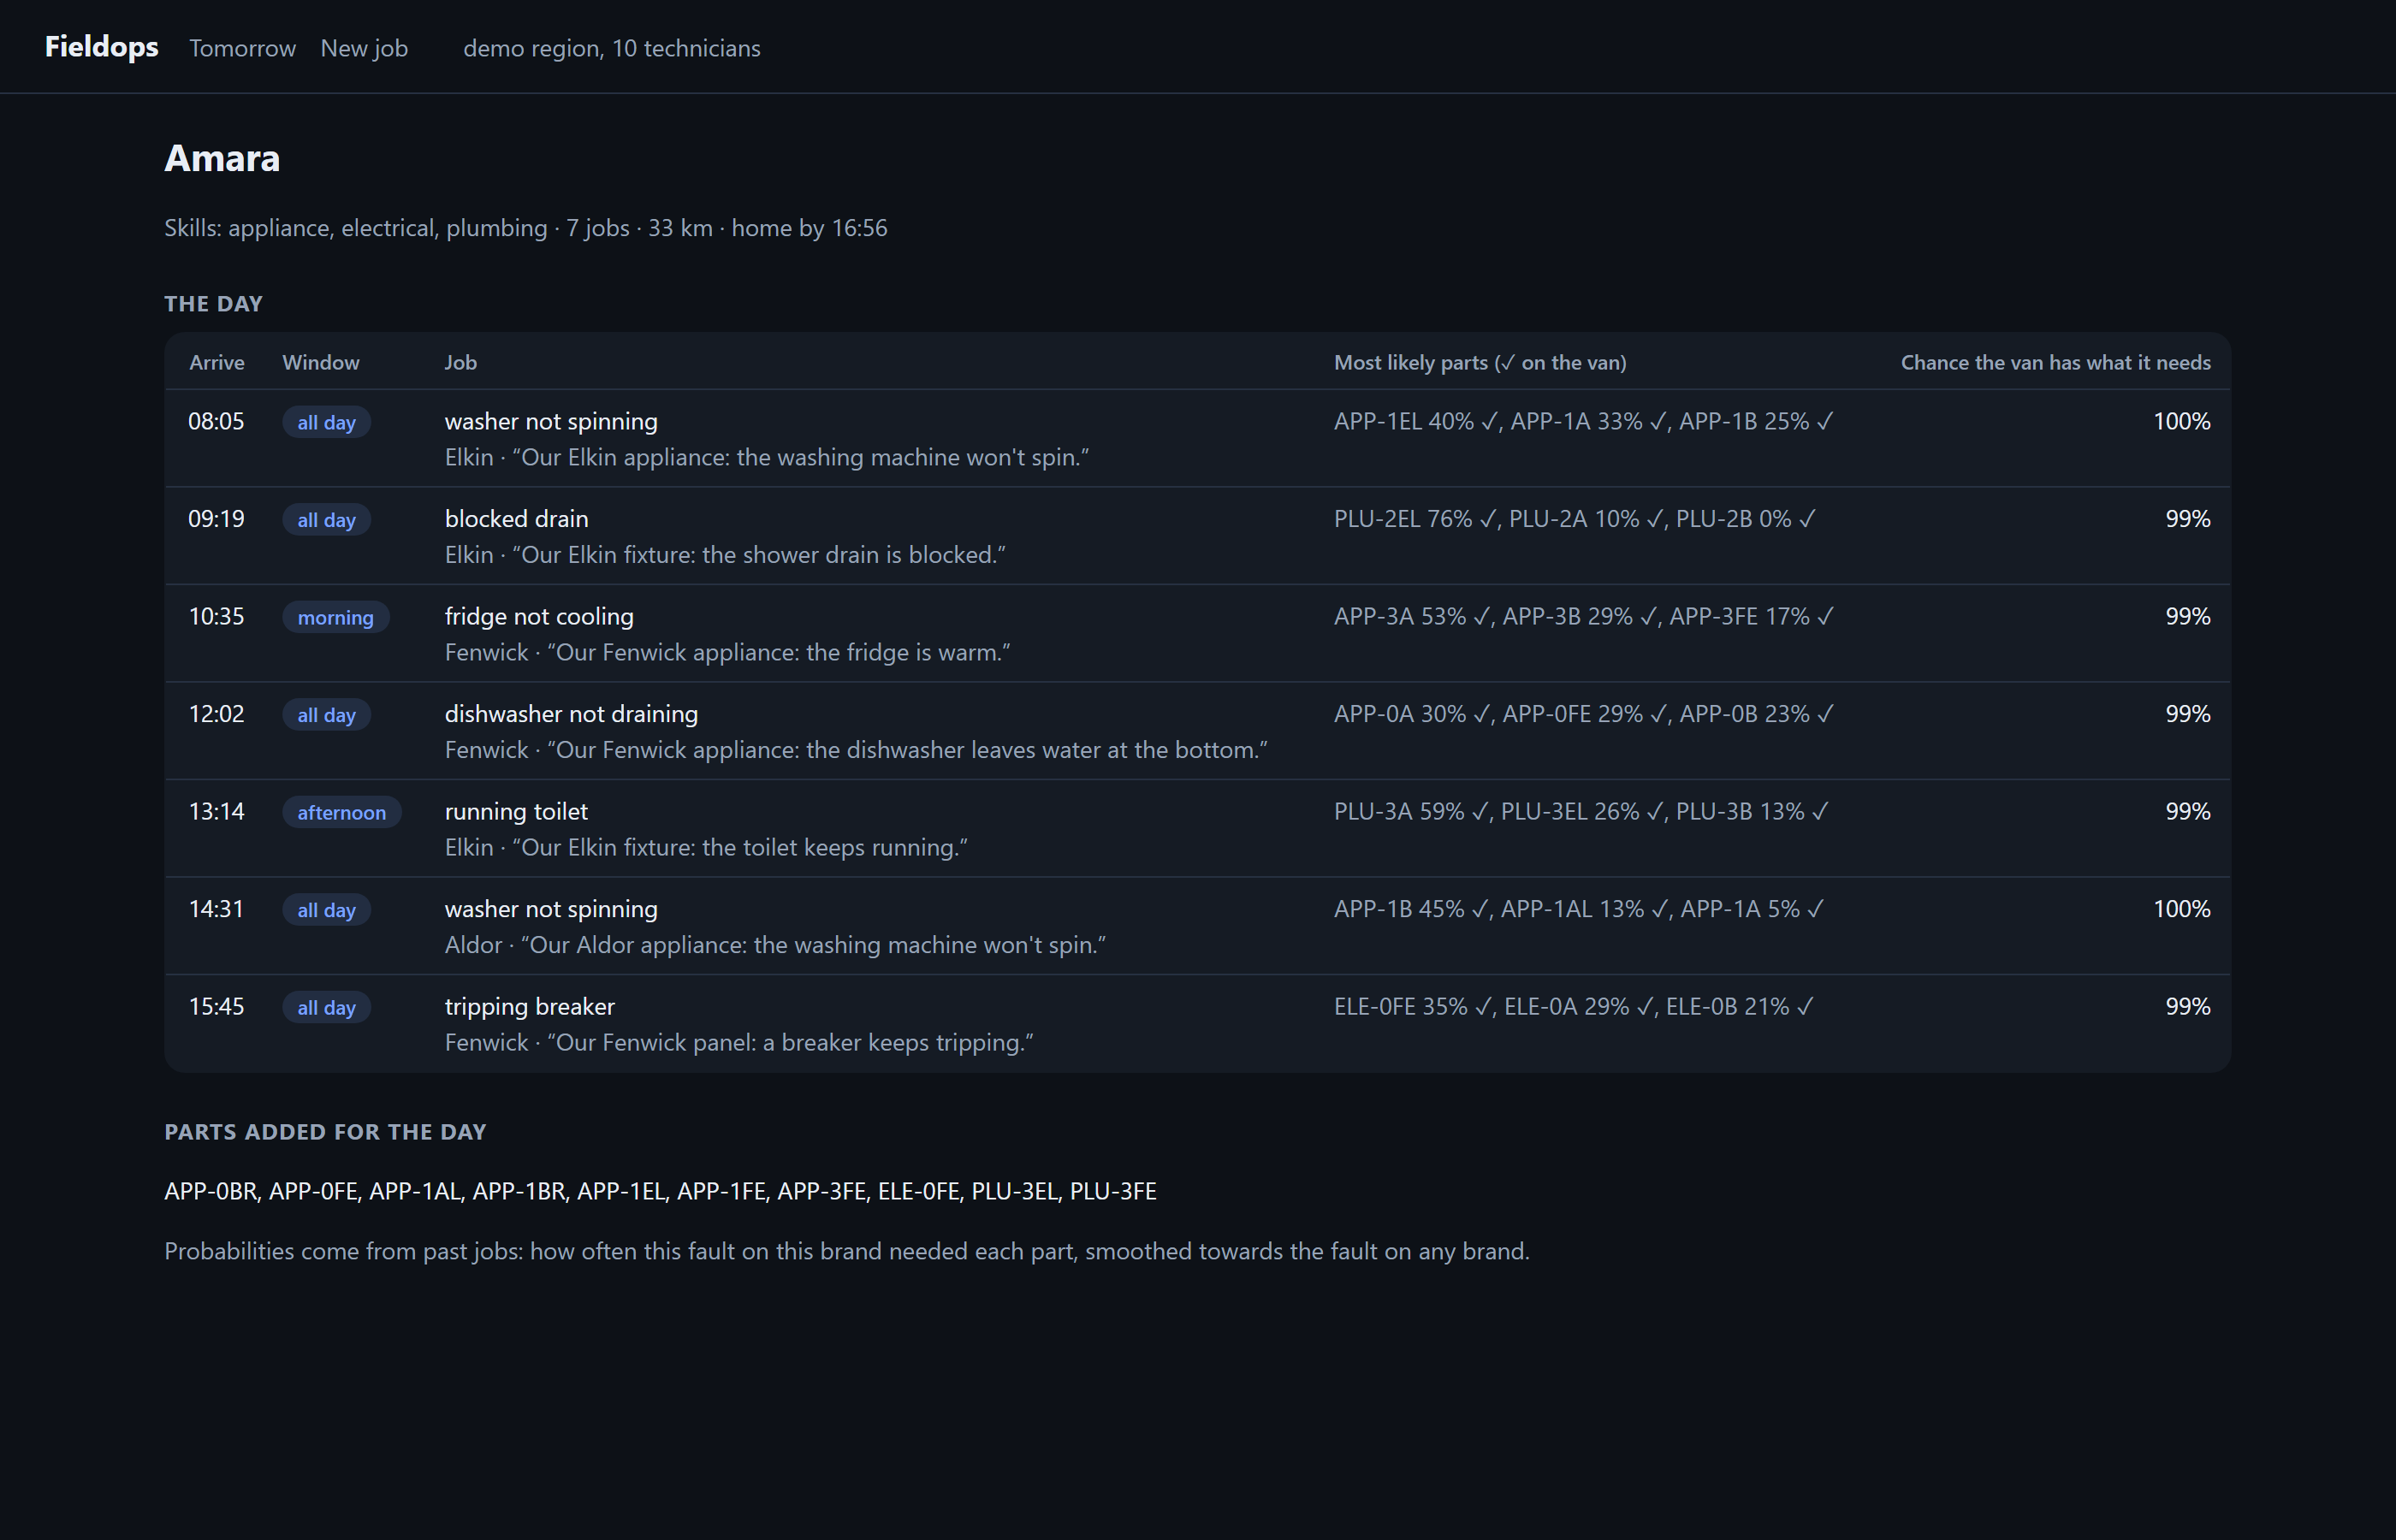 Fieldops Tomorrow New job demo region, 10 technicians
Amara
Skills: appliance, electrical, plumbing · 7 jobs · 33 km · home by 16:56
THE DAY
Arrive Window Job Most likely parts (✓ on the van) Chance the van has what it needs
08:05 all day washer not spinning APP-1EL 40% ✓, APP-1A 33% ✓, APP-1B 25% ✓ 100%
Elkin · “Our Elkin appliance: the washing machine won't spin.”
09:19 all day blocked drain PLU-2EL 76% ✓, PLU-2A 10% ✓, PLU-2B 0% ✓ 99%
Elkin · “Our Elkin fixture: the shower drain is blocked.”
10:35 morning fridge not cooling APP-3A 53% ✓, APP-3B 29% ✓, APP-3FE 17% ✓ 99%
Fenwick · “Our Fenwick appliance: the fridge is warm.”
12:02 all day dishwasher not draining APP-0A 30% ✓, APP-0FE 29% ✓, APP-0B 23% ✓ 99%
Fenwick · “Our Fenwick appliance: the dishwasher leaves water at the bottom.”
13:14 afternoon running toilet PLU-3A 59% ✓, PLU-3EL 26% ✓, PLU-3B 13% ✓ 99%
Elkin · “Our Elkin fixture: the toilet keeps running.”
14:31 all day washer not spinning APP-1B 45% ✓, APP-1AL 13% ✓, APP-1A 5% ✓ 100%
Aldor · “Our Aldor appliance: the washing machine won't spin.”
15:45 all day tripping breaker ELE-0FE 35% ✓, ELE-0A 29% ✓, ELE-0B 21% ✓ 99%
Fenwick · “Our Fenwick panel: a breaker keeps tripping.”
PARTS ADDED FOR THE DAY
APP-0BR, APP-0FE, APP-1AL, APP-1BR, APP-1EL, APP-1FE, APP-3FE, ELE-0FE, PLU-3EL, PLU-3FE
Probabilities come from past jobs: how often this fault on this brand needed each part, smoothed towards the fault on any brand.